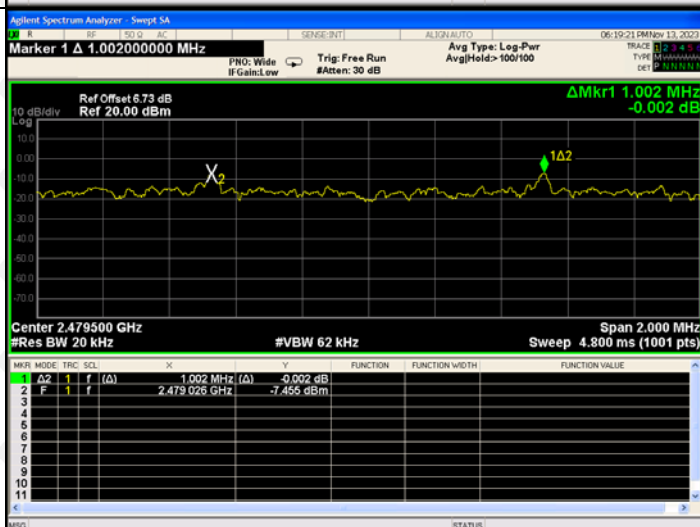 Agilent Spectrum Analyzer - Swept SA
R RF 50 Ω AC SENSE:INT ALIGN AUTO 06:19:21 PM Nov 13, 2023
Marker 1 Δ 1.002000000 MHz
PNO: Wide
IFGain:Low
Trig: Free Run
#Atten: 30 dB
Avg Type: Log-Pwr
Avg|Hold:>100/100
TRACE 1 2 3 4 5
TYPE M
DET P N N N N
Ref Offset 6.73 dB
10 dB/div Ref 20.00 dBm
Log
ΔMkr1 1.002 MHz
-0.002 dB
10.0
0.00
-10.0
-20.0
-30.0
-40.0
-50.0
-60.0
-70.0
X2
1Δ2
Center 2.479500 GHz Span 2.000 MHz
#Res BW 20 kHz #VBW 62 kHz Sweep 4.800 ms (1001 pts)
MKR MODE TRC SCL X Y FUNCTION FUNCTION WIDTH FUNCTION VALUE
1 Δ2 1 f (Δ) 1.002 MHz (Δ) -0.002 dB
2 F 1 f 2.479 026 GHz -7.455 dBm
3
4
5
6
7
8
9
10
11
MSG STATUS